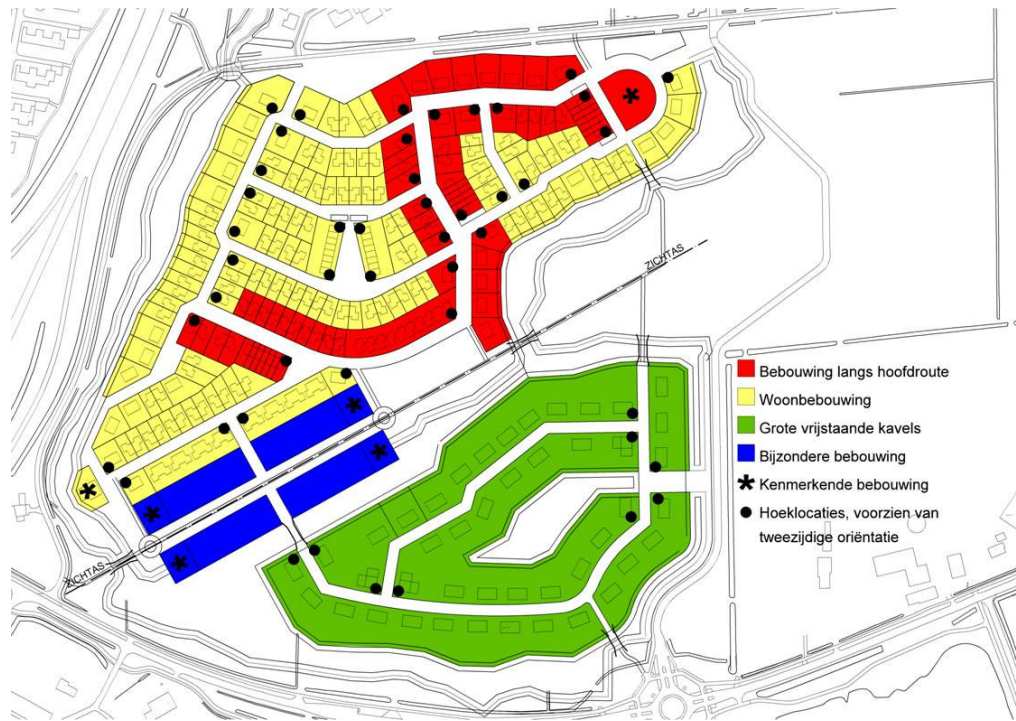 ZICHTAS
Bebouwing langs hoofdroute
Woonbebouwing
Grote vrijstaande kavels
Bijzondere bebouwing
Kenmerkende bebouwing
Hoeklocaties, voorzien van
tweezijdige oriëntatie
ZICHTAS